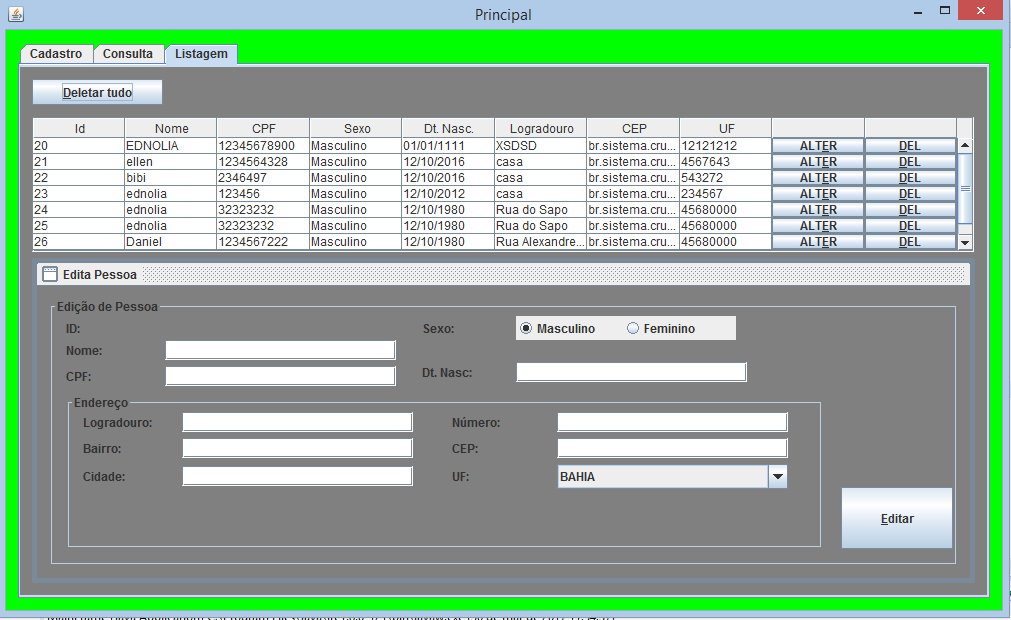 Principal
Cadastro Consulta Listagem
Deletar tudo
Id Nome CPF Sexo Dt. Nasc. Logradouro CEP UF
20 EDNOLIA 12345678900 Masculino 01/01/1111 XSDSD br.sistema.cru... 12121212 ALTER DEL
21 ellen 1234564328 Masculino 12/10/2016 casa br.sistema.cru... 4567643 ALTER DEL
22 bibi 2346497 Masculino 12/10/2016 casa br.sistema.cru... 543272 ALTER DEL
23 ednolia 123456 Masculino 12/10/2012 casa br.sistema.cru... 234567 ALTER DEL
24 ednolia 32323232 Masculino 12/10/1980 Rua do Sapo br.sistema.cru... 45680000 ALTER DEL
25 ednolia 32323232 Masculino 12/10/1980 Rua do Sapo br.sistema.cru... 45680000 ALTER DEL
26 Daniel 1234567222 Masculino 12/10/1980 Rua Alexandre... br.sistema.cru... 45680000 ALTER DEL
Edita Pessoa
Edição de Pessoa
ID: Sexo: Masculino Feminino
Nome:
CPF: Dt. Nasc:
Endereço
Logradouro: Número:
Bairro: CEP:
Cidade: UF: BAHIA
Editar